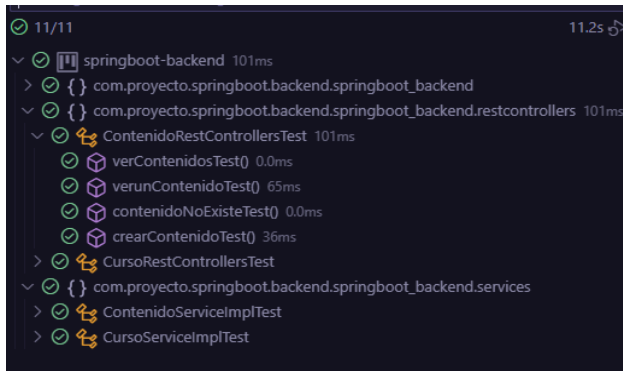 11/11 11.2s
springboot-backend 101ms
{ } com.proyecto.springboot.backend.springboot_backend
{ } com.proyecto.springboot.backend.springboot_backend.restcontrollers 101ms
ContenidoRestControllersTest 101ms
verContenidosTest() 0.0ms
verunContenidoTest() 65ms
contenidoNoExisteTest() 0.0ms
crearContenidoTest() 36ms
CursoRestControllersTest
{ } com.proyecto.springboot.backend.springboot_backend.services
ContenidoServiceImplTest
CursoServiceImplTest